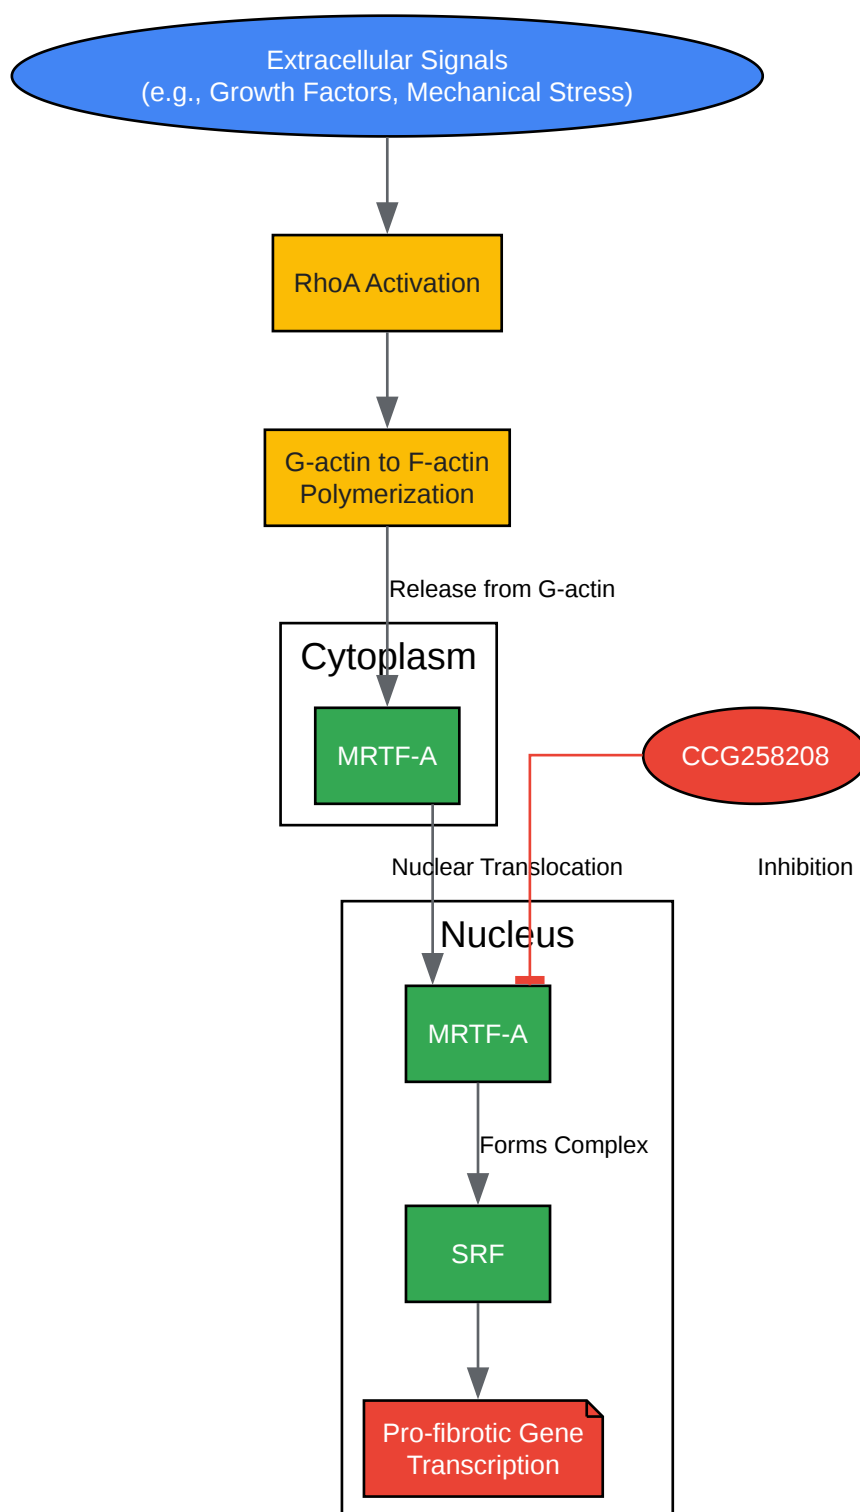 Extracellular Signals
(e.g., Growth Factors, Mechanical Stress)
RhoA Activation
G-actin to F-actin
Polymerization
Release from G-actin
Cytoplasm
MRTF-A
CCG258208
Nuclear Translocation
Inhibition
Nucleus
MRTF-A
Forms Complex
SRF
Pro-fibrotic Gene
Transcription